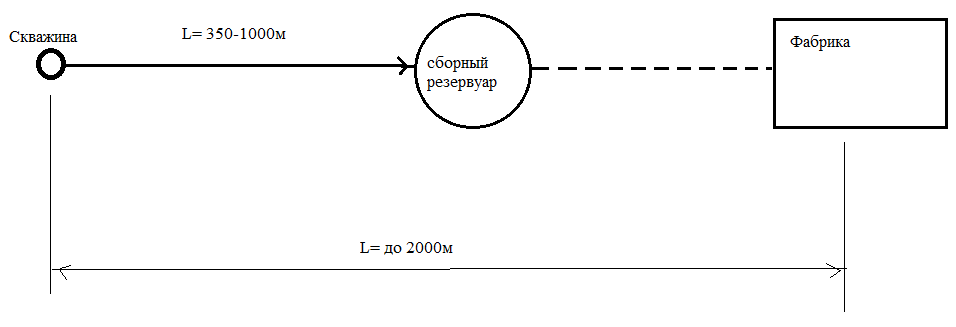 Скважина
L= 350-1000м
сборный
резервуар
Фабрика
L= до 2000м